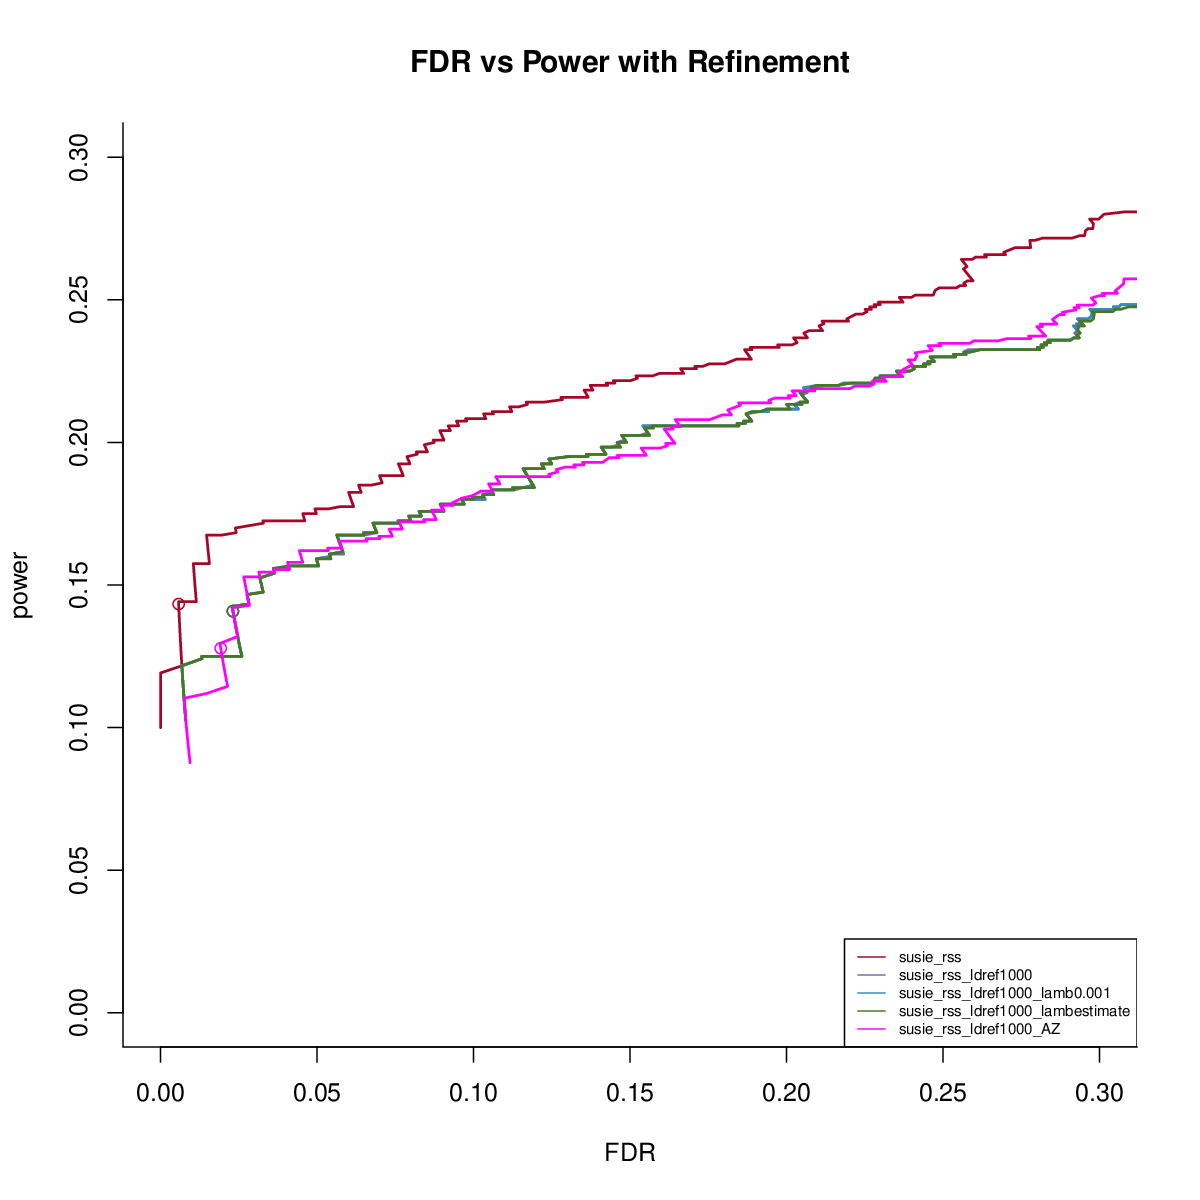 FDR vs Power with Refinement
power
0.30
0.25
0.20
0.15
0.10
0.05
0.00
susie_rss
susie_rss_ldref1000
susie_rss_ldref1000_lamb0.001
susie_rss_ldref1000_lambestimate
susie_rss_ldref1000_AZ
0.00 0.05 0.10 0.15 0.20 0.25 0.30
FDR